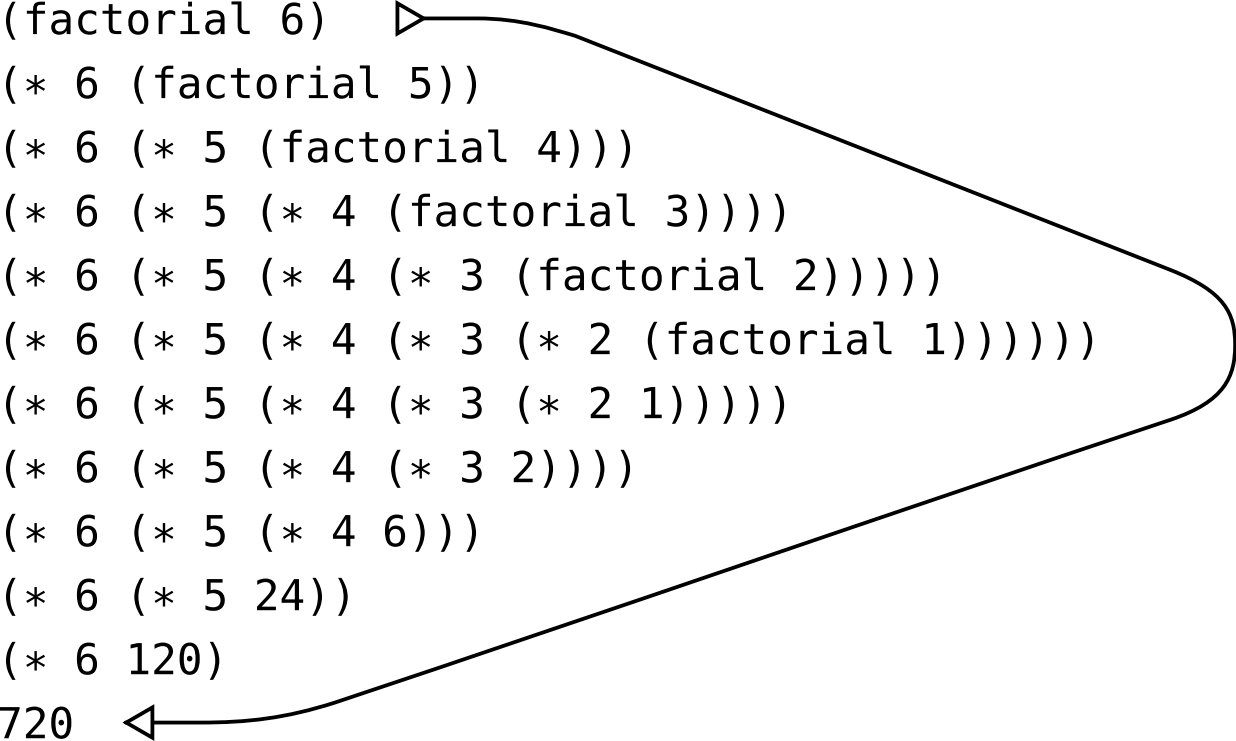 (factorial 6)
(* 6 (factorial 5))
(* 6 (* 5 (factorial 4)))
(* 6 (* 5 (* 4 (factorial 3))))
(* 6 (* 5 (* 4 (* 3 (factorial 2)))))
(* 6 (* 5 (* 4 (* 3 (* 2 (factorial 1))))))
(* 6 (* 5 (* 4 (* 3 (* 2 1)))))
(* 6 (* 5 (* 4 (* 3 2))))
(* 6 (* 5 (* 4 6)))
(* 6 (* 5 24))
(* 6 120)
720